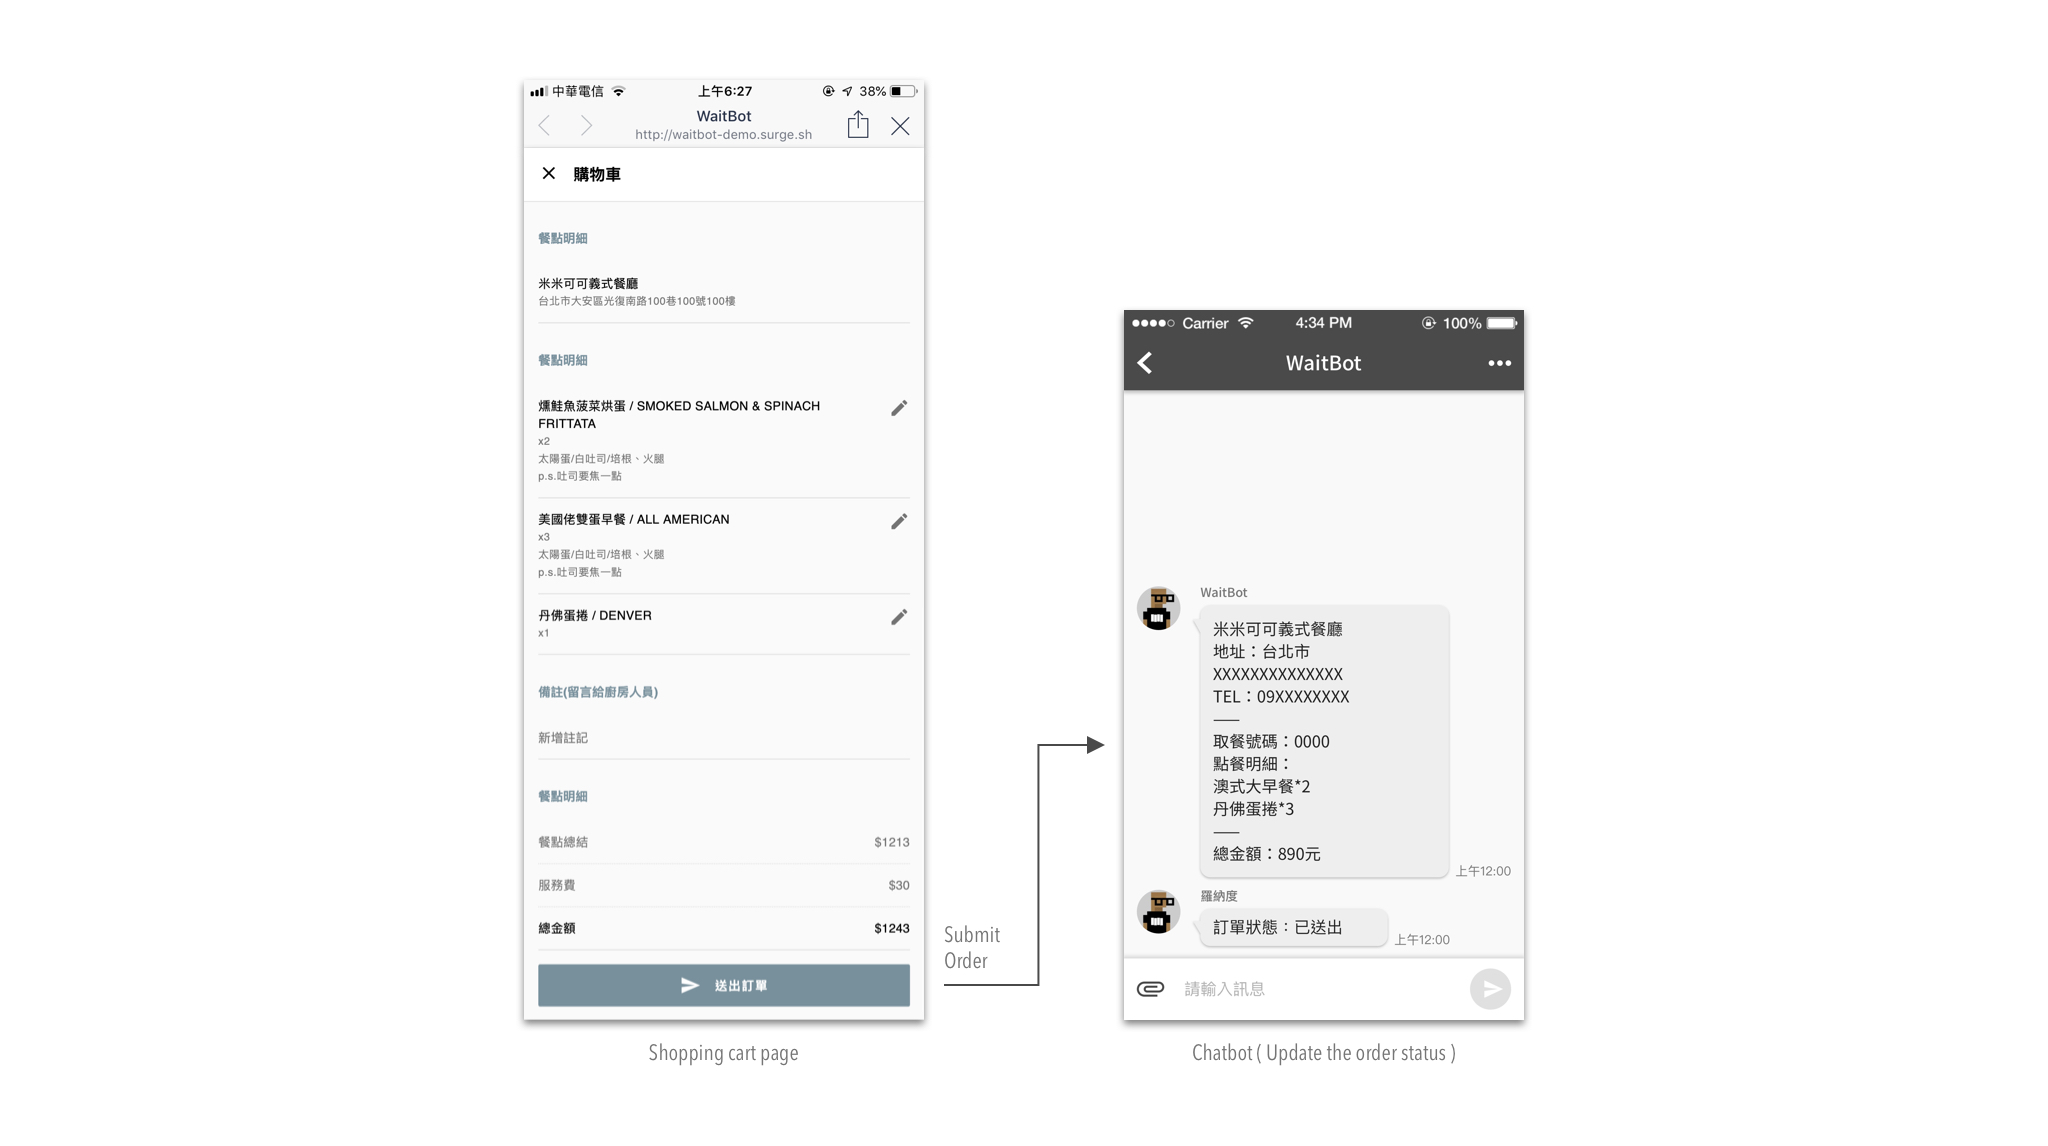 中華電信 上午6:27 38%
WaitBot
http://waitbot-demo.surge.sh
購物車
餐點明細
米米可可義式餐廳
台北市大安區光復南路100巷100號100樓
餐點明細
燻鮭魚菠菜烘蛋 / SMOKED SALMON & SPINACH
FRITTATA
x2
太陽蛋/白吐司/培根、火腿
p.s.吐司要焦一點
美國佬雙蛋早餐 / ALL AMERICAN
x3
太陽蛋/白吐司/培根、火腿
p.s.吐司要焦一點
丹佛蛋捲 / DENVER
x1
備註(留言給廚房人員)
新增註記
餐點明細
餐點總結 $1213
服務費 $30
總金額 $1243
送出訂單
Shopping cart page
Submit
Order
Carrier 4:34 PM 100%
WaitBot
WaitBot
米米可可義式餐廳
地址：台北市
XXXXXXXXXXXXXX
TEL：09XXXXXXXX
——
取餐號碼：0000
點餐明細：
澳式大早餐*2
丹佛蛋捲*3
——
總金額：890元
上午12:00
羅納度
訂單狀態：已送出
上午12:00
請輸入訊息
Chatbot ( Update the order status )